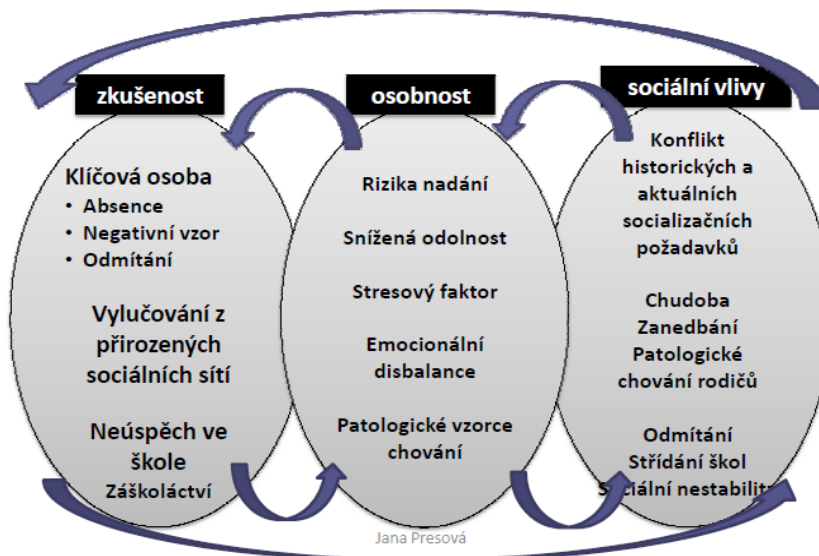 zkušenost
Klíčová osoba
• Absence
• Negativní vzor
• Odmítání
Vylučování z
přirozených
sociálních sítí
Neúspěch ve
škole
Záškoláctví
osobnost
Rizika nadání
Snížená odolnost
Stresový faktor
Emocionální
disbalance
Patologické vzorce
chování
sociální vlivy
Konflikt
historických a
aktuálních
socializačních
požadavků
Chudoba
Zanedbání
Patologické
chování rodičů
Odmítání
Střídání škol
Sociální nestabilita
Jana Presová